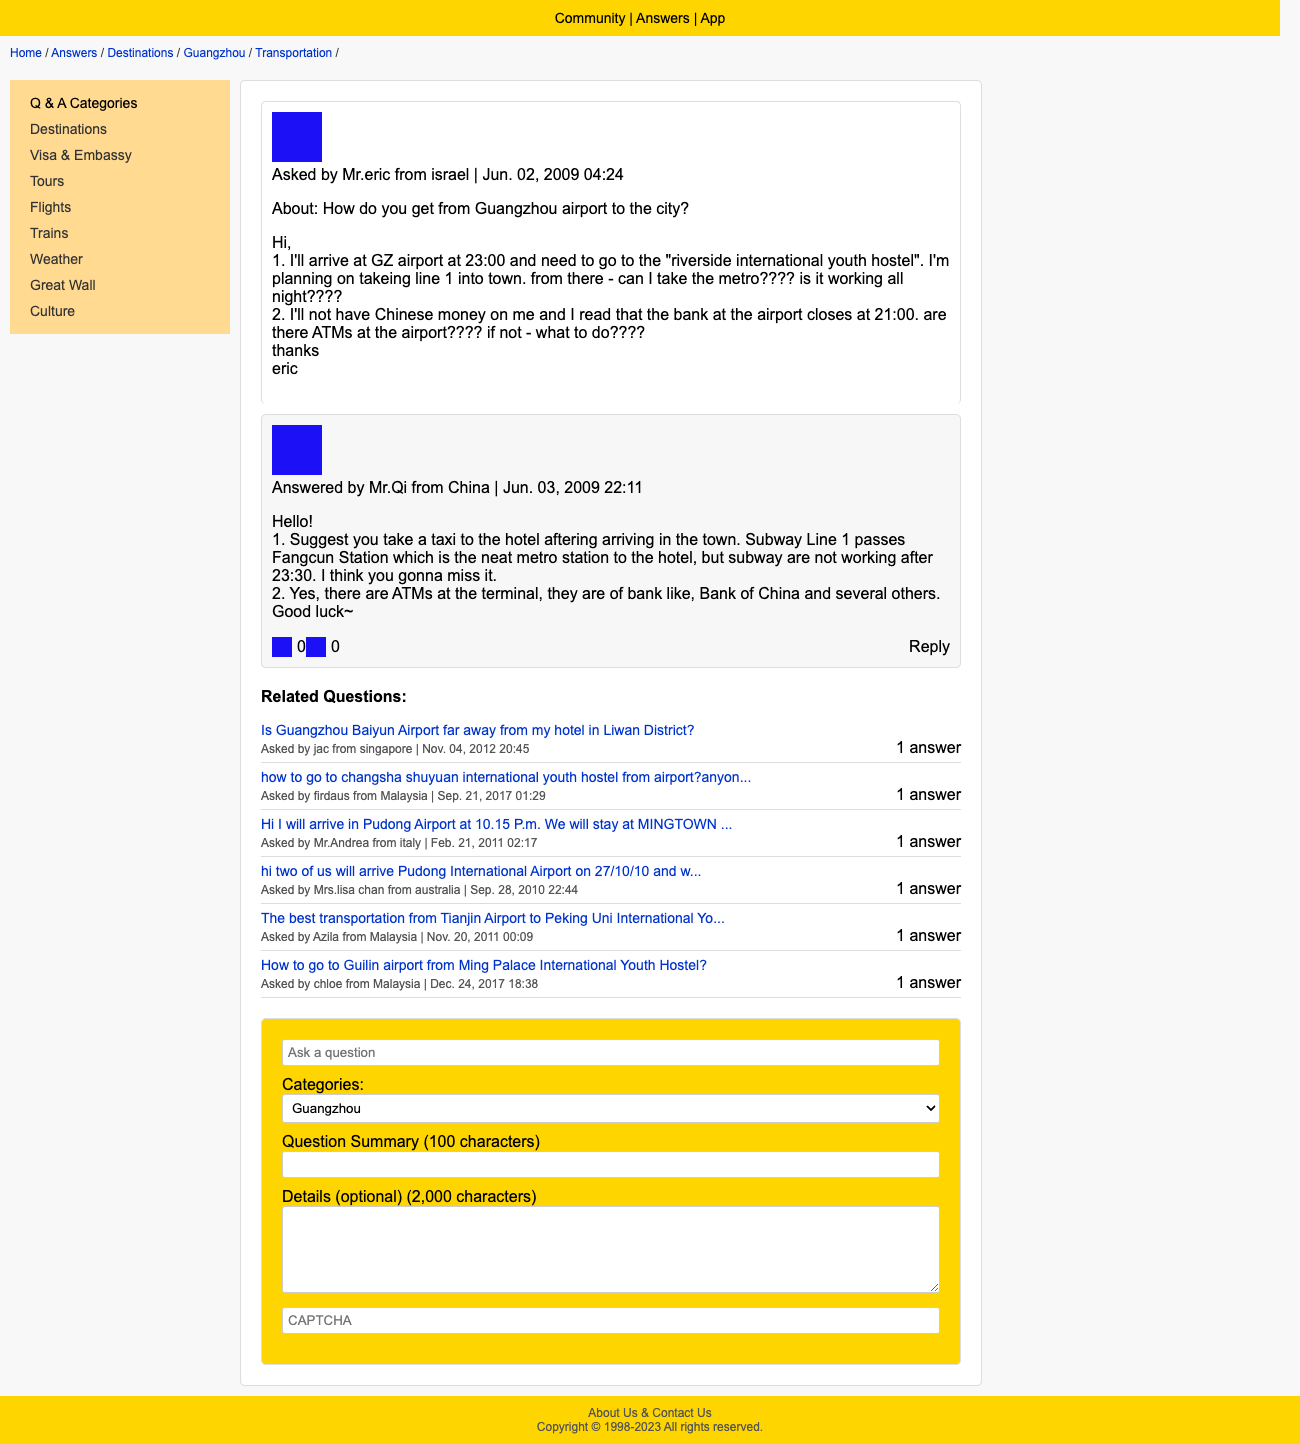 Community | Answers | App
Home / Answers / Destinations / Guangzhou / Transportation /
Q & A Categories
Destinations
Visa & Embassy
Tours
Flights
Trains
Weather
Great Wall
Culture
Asked by Mr.eric from israel | Jun. 02, 2009 04:24
About: How do you get from Guangzhou airport to the city?
Hi,
1. I'll arrive at GZ airport at 23:00 and need to go to the "riverside international youth hostel". I'm
planning on takeing line 1 into town. from there - can I take the metro???? is it working all
night????
2. I'll not have Chinese money on me and I read that the bank at the airport closes at 21:00. are
there ATMs at the airport???? if not - what to do????
thanks
eric
Answered by Mr.Qi from China | Jun. 03, 2009 22:11
Hello!
1. Suggest you take a taxi to the hotel aftering arriving in the town. Subway Line 1 passes
Fangcun Station which is the neat metro station to the hotel, but subway are not working after
23:30. I think you gonna miss it.
2. Yes, there are ATMs at the terminal, they are of bank like, Bank of China and several others.
Good luck~
0 0 Reply
Related Questions:
Is Guangzhou Baiyun Airport far away from my hotel in Liwan District?
Asked by jac from singapore | Nov. 04, 2012 20:45 1 answer
how to go to changsha shuyuan international youth hostel from airport?anyon...
Asked by firdaus from Malaysia | Sep. 21, 2017 01:29 1 answer
Hi I will arrive in Pudong Airport at 10.15 P.m. We will stay at MINGTOWN ...
Asked by Mr.Andrea from italy | Feb. 21, 2011 02:17 1 answer
hi two of us will arrive Pudong International Airport on 27/10/10 and w...
Asked by Mrs.lisa chan from australia | Sep. 28, 2010 22:44 1 answer
The best transportation from Tianjin Airport to Peking Uni International Yo...
Asked by Azila from Malaysia | Nov. 20, 2011 00:09 1 answer
How to go to Guilin airport from Ming Palace International Youth Hostel?
Asked by chloe from Malaysia | Dec. 24, 2017 18:38 1 answer
Ask a question
Categories:
Guangzhou
Question Summary (100 characters)
Details (optional) (2,000 characters)
CAPTCHA
About Us & Contact Us
Copyright © 1998-2023 All rights reserved.